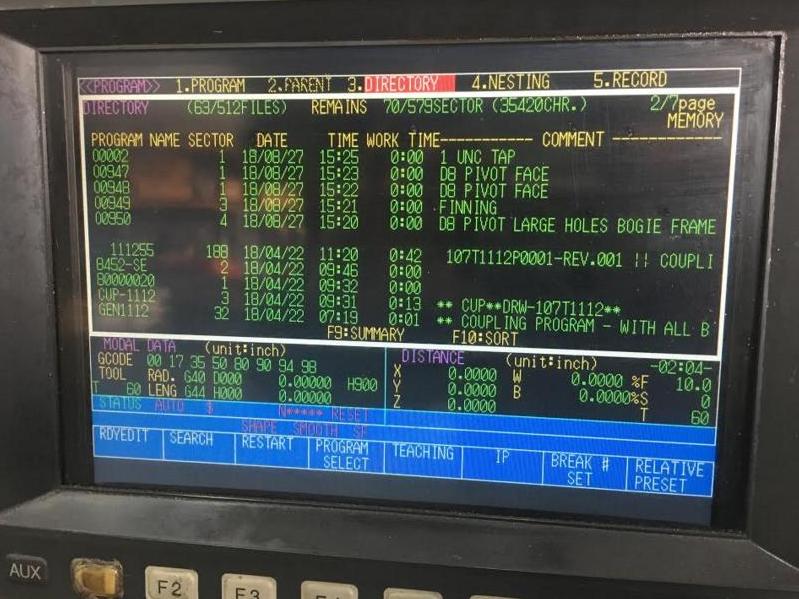 <<PROGRAM>> 1.PROGRAM 2.PARENT 3.DIRECTORY 4.NESTING 5.RECORD
DIRECTORY (63/512FILES) REMAINS 70/579SECTOR (35420CHR.) 2/7page
MEMORY
PROGRAM NAME SECTOR DATE TIME WORK TIME----------- COMMENT ------------
O0002 1 18/08/27 15:25 0:00 1 UNC TAP
O0947 1 18/08/27 15:23 0:00 D8 PIVOT FACE
O0948 1 18/08/27 15:22 0:00 D8 PIVOT FACE
O0949 3 18/08/27 15:21 0:00 FINNING
O0950 4 18/08/27 15:20 0:00 D8 PIVOT LARGE HOLES BOGIE FRAME
111255 188 18/04/22 11:20 0:42 107T1112P0001-REV.001 !! COUPLI
B452-SE 2 18/04/22 09:46 0:00
B0000020 1 18/04/22 09:32 0:00
CUP-1112 3 18/04/22 09:31 0:13 ** CUP**DRW-107T1112**
GEN1112 32 18/04/22 07:19 0:01 ** COUPLING PROGRAM - WITH ALL B
F9:SUMMARY F10:SORT
MODAL DATA (unit:inch) DISTANCE (unit:inch) -02:04-
GCODE 00 17 35 50 80 90 94 98 X 0.0000 W 0.0000 %F 10.0
TOOL RAD. G40 D000 0.00000 H900 Y 0.0000 B 0.0000 %S 0
T 60 LENG G44 H000 0.00000 Z 0.0000 T 60
STATUS AUTO $ N***** RESET
SHAPE SMOOTH SF
RDYEDIT SEARCH RESTART PROGRAM SELECT TEACHING IP BREAK # SET RELATIVE PRESET
AUX F2 F3